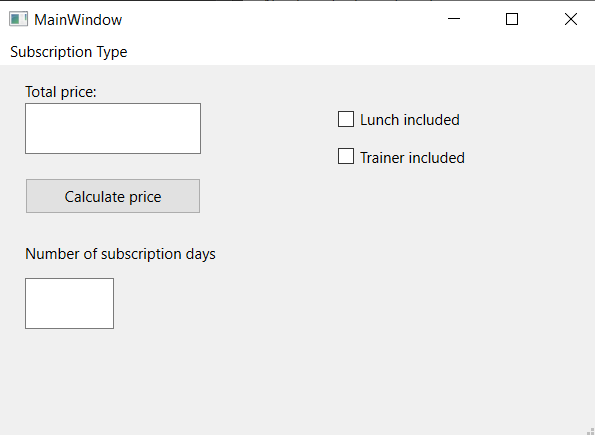 MainWindow
Subscription Type
Total price:
Lunch included
Trainer included
Calculate price
Number of subscription days